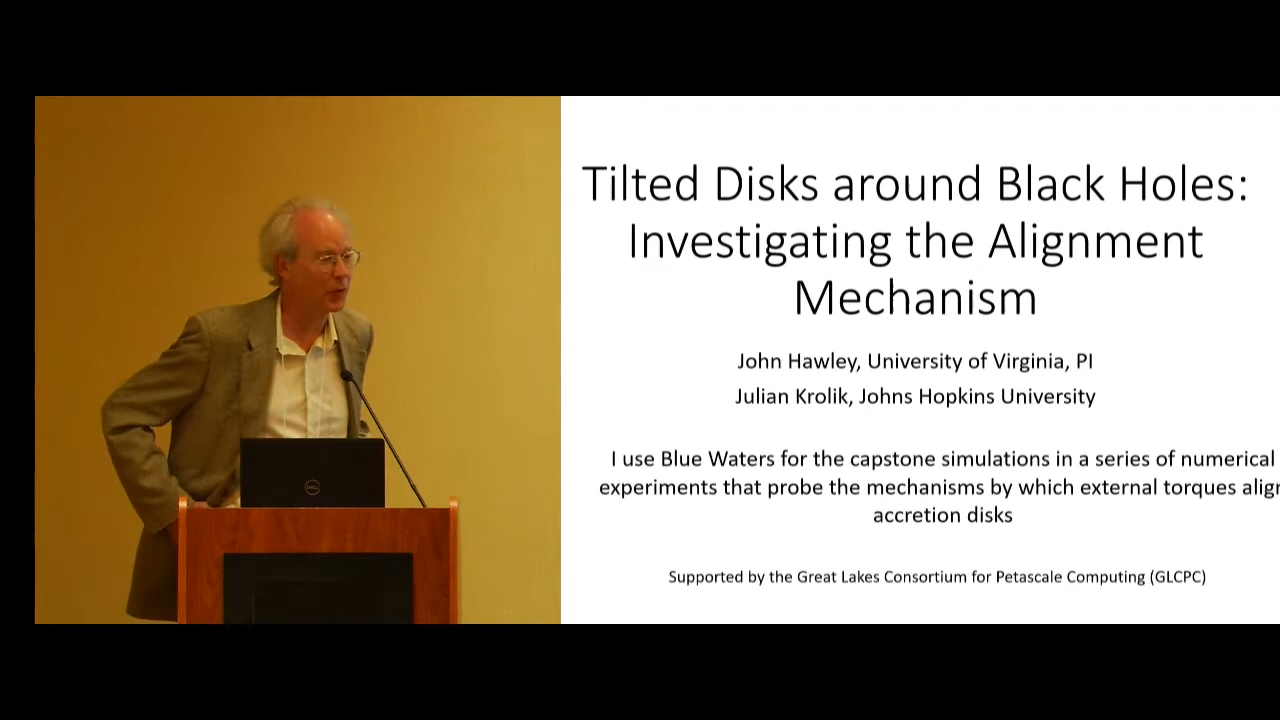 Tilted Disks around Black Holes:
Investigating the Alignment
Mechanism
John Hawley, University of Virginia, PI
Julian Krolik, Johns Hopkins University
I use Blue Waters for the capstone simulations in a series of numerical
experiments that probe the mechanisms by which external torques alig
accretion disks
Supported by the Great Lakes Consortium for Petascale Computing (GLCPC)
DELL